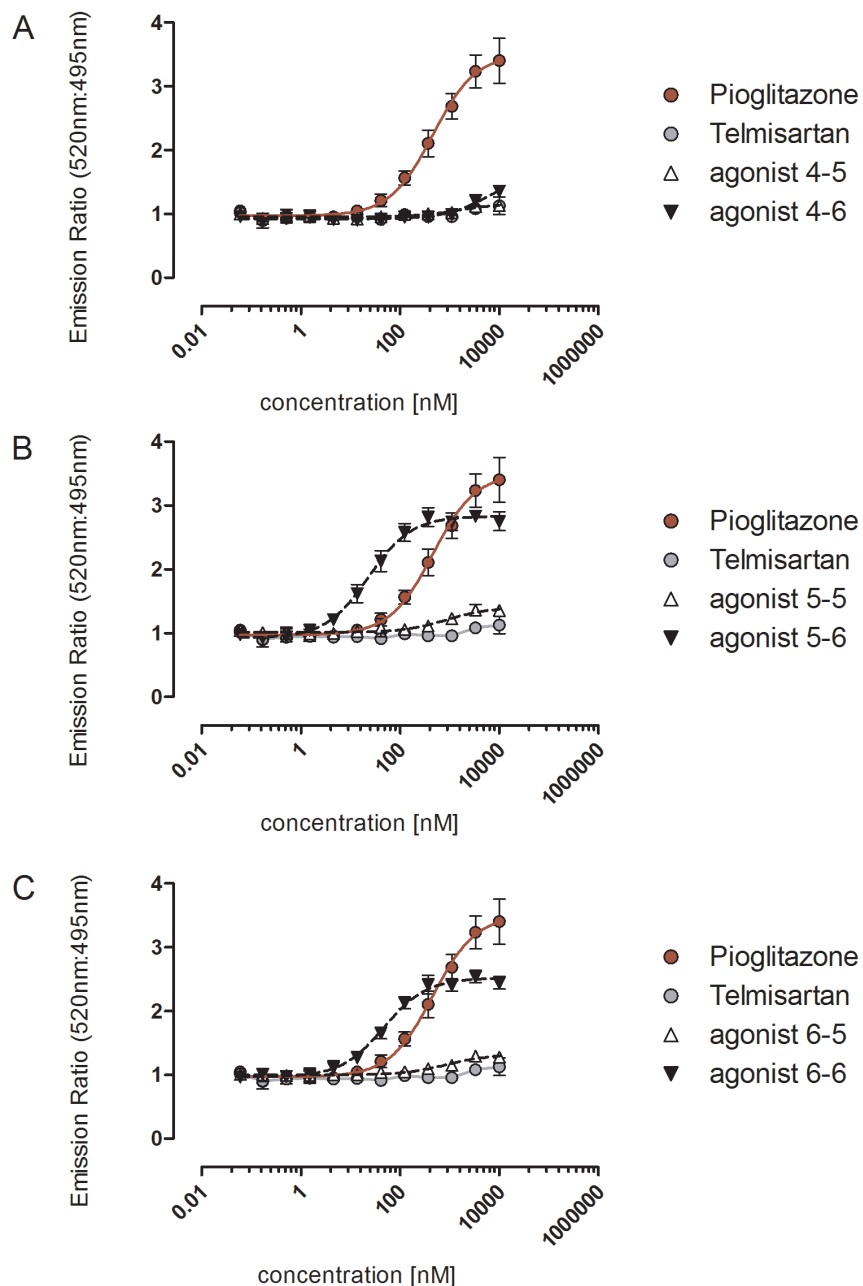 A
Emission Ratio (520nm:495nm)
4
3
2
1
0
0.01
1
100
10000
1000000
concentration [nM]
Pioglitazone
Telmisartan
agonist 4-5
agonist 4-6
B
Emission Ratio (520nm:495nm)
4
3
2
1
0
0.01
1
100
10000
1000000
concentration [nM]
Pioglitazone
Telmisartan
agonist 5-5
agonist 5-6
C
Emission Ratio (520nm:495nm)
4
3
2
1
0
0.01
1
100
10000
1000000
concentration [nM]
Pioglitazone
Telmisartan
agonist 6-5
agonist 6-6